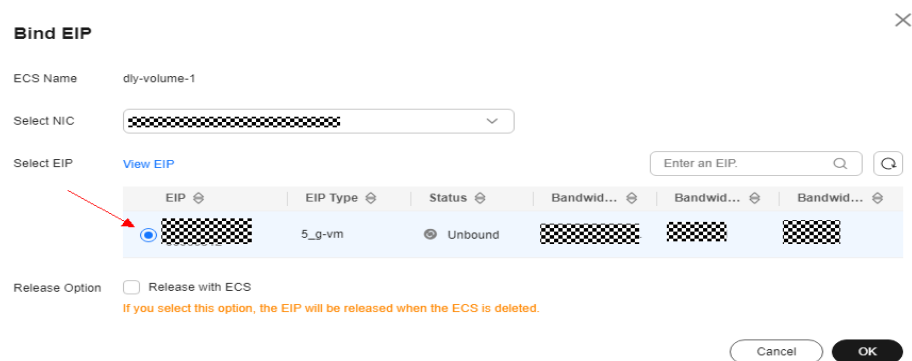 Bind EIP
ECS Name dly-volume-1
Select NIC
Select EIP View EIP Enter an EIP.
EIP EIP Type Status Bandwid... Bandwid... Bandwid...
5_g-vm Unbound
Release Option Release with ECS
If you select this option, the EIP will be released when the ECS is deleted.
Cancel OK